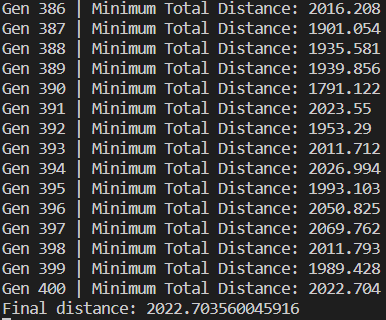 Gen 386 | Minimum Total Distance: 2016.208
Gen 387 | Minimum Total Distance: 1901.054
Gen 388 | Minimum Total Distance: 1935.581
Gen 389 | Minimum Total Distance: 1939.856
Gen 390 | Minimum Total Distance: 1791.122
Gen 391 | Minimum Total Distance: 2023.55
Gen 392 | Minimum Total Distance: 1953.29
Gen 393 | Minimum Total Distance: 2011.712
Gen 394 | Minimum Total Distance: 2026.994
Gen 395 | Minimum Total Distance: 1993.103
Gen 396 | Minimum Total Distance: 2050.825
Gen 397 | Minimum Total Distance: 2069.762
Gen 398 | Minimum Total Distance: 2011.793
Gen 399 | Minimum Total Distance: 1989.428
Gen 400 | Minimum Total Distance: 2022.704
Final distance: 2022.703560045916